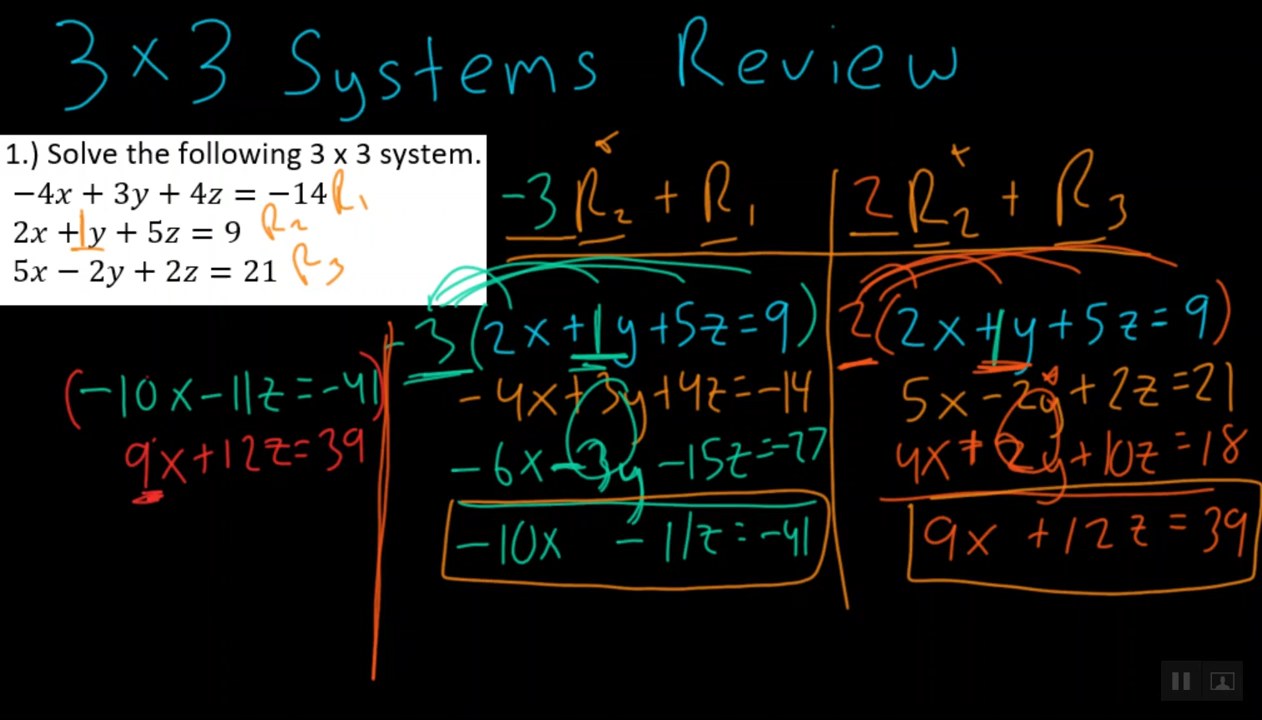 3 x 3 Systems Review
1.) Solve the following 3 x 3 system.
−4x + 3y + 4z = −14 R₁
2x + 1y + 5z = 9 R₂
5x − 2y + 2z = 21 R₃
-3R₂ + R₁
2R₂ + R₃
-3(2x+1y+5z=9)
-4x+3y+4z=-14
-6x-3y-15z=-27
-10x -11z=-41
2(2x+1y+5z=9)
5x-2y+2z=21
4x+2y+10z=18
9x+12z=39
(-10x-11z=-41)
9x+12z=39